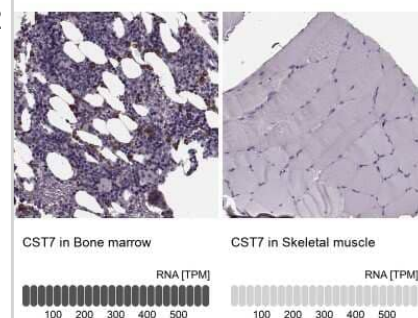 CST7 in Bone marrow
CST7 in Skeletal muscle
RNA [TPM]
RNA [TPM]
100 200 300 400 500
100 200 300 400 500